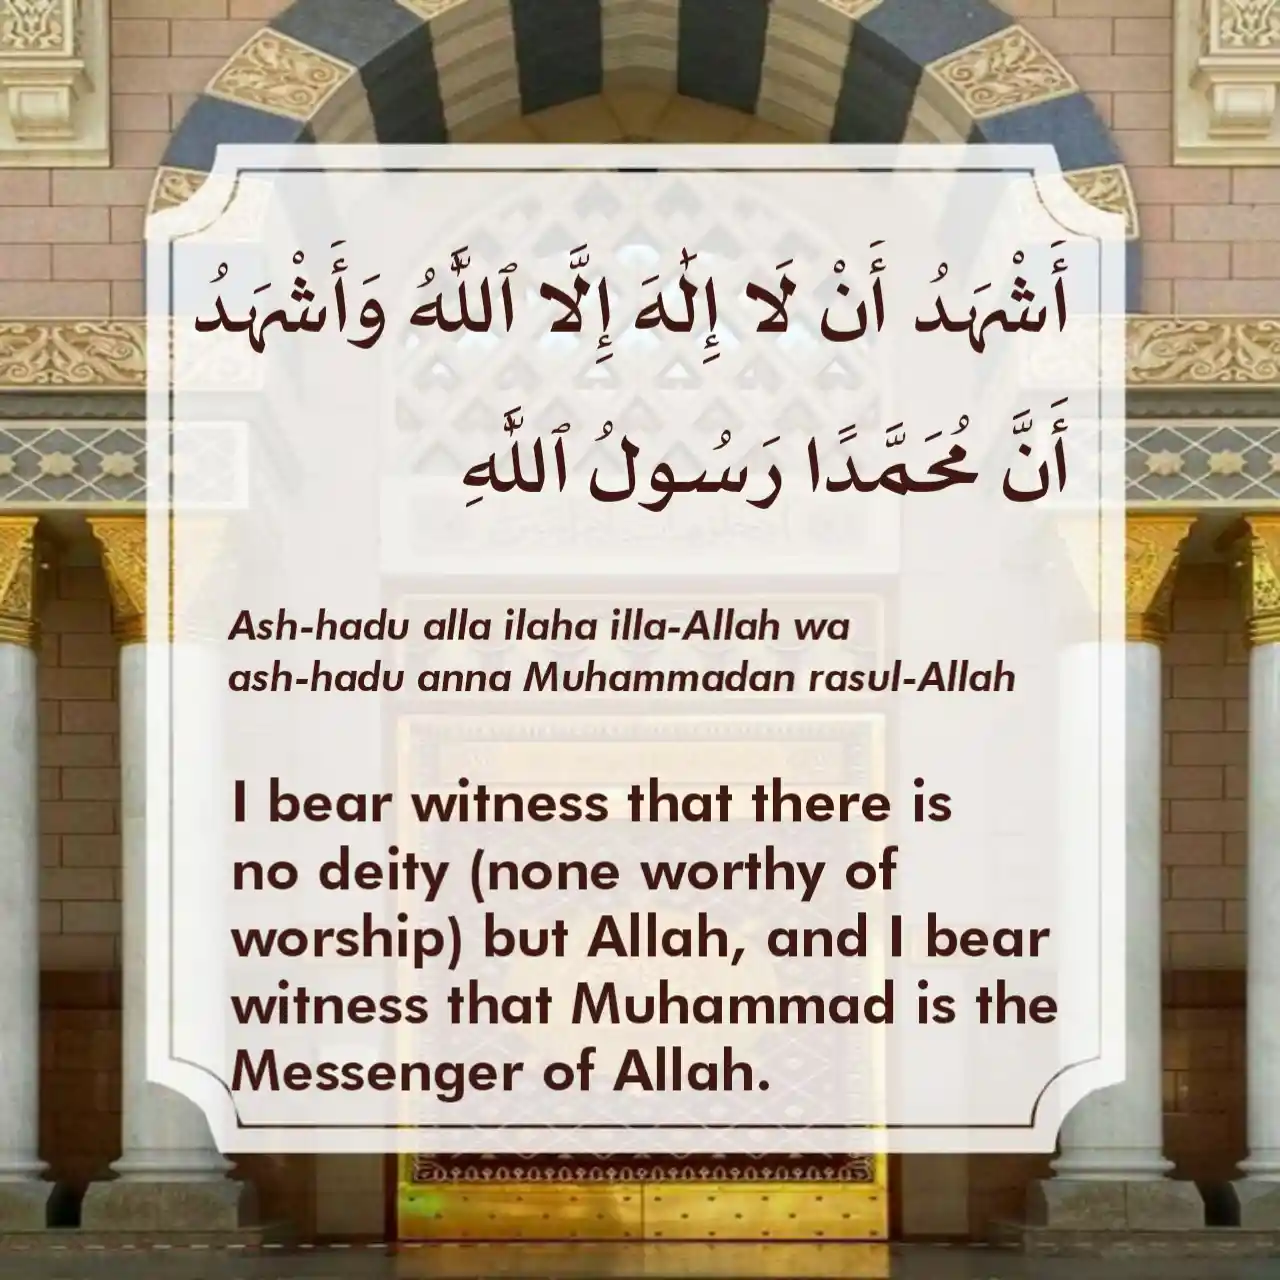 أَشْهَدُ أَنْ لَا إِلَٰهَ إِلَّا ٱللَّٰهُ وَأَشْهَدُ
أَنَّ مُحَمَّدًا رَسُولُ ٱللَّٰهِ
Ash-hadu alla ilaha illa-Allah wa
ash-hadu anna Muhammadan rasul-Allah
I bear witness that there is
no deity (none worthy of
worship) but Allah, and I bear
witness that Muhammad is the
Messenger of Allah.